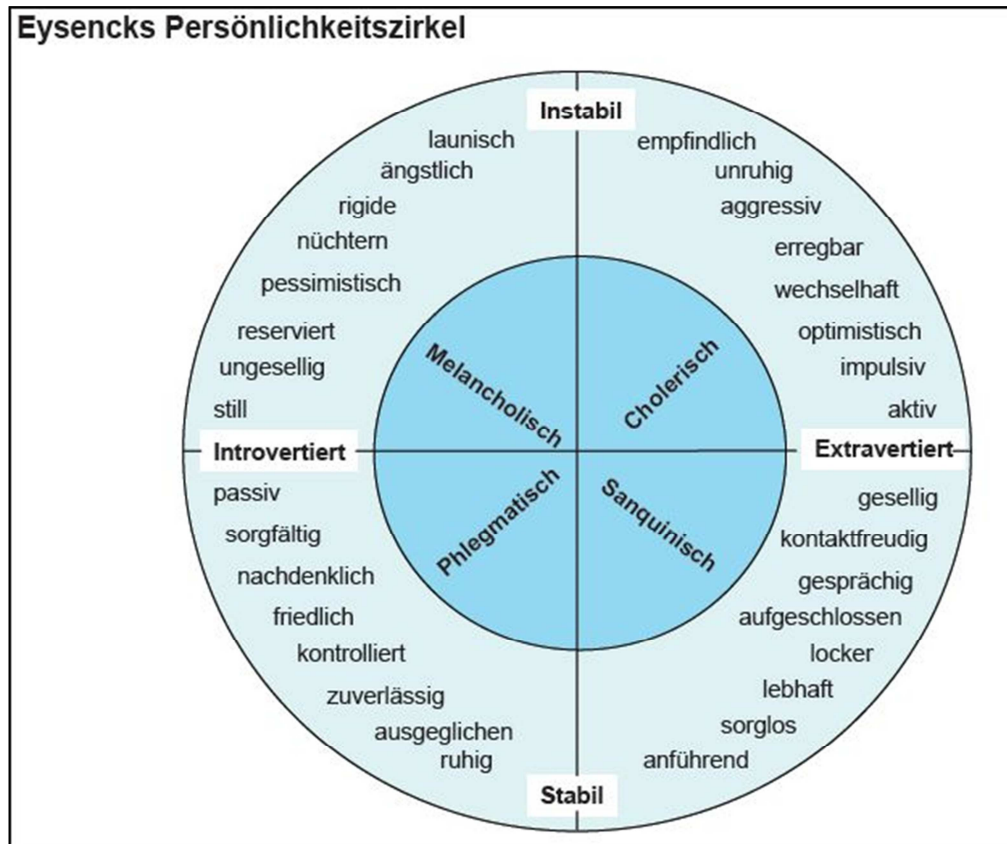 Eysencks Persönlichkeitszirkel
Instabil
launisch
ängstlich
rigide
nüchtern
pessimistisch
reserviert
ungesellig
still
empfindlich
unruhig
aggressiv
erregbar
wechselhaft
optimistisch
impulsiv
aktiv
Melancholisch
Cholerisch
Introvertiert
Extravertiert
Phlegmatisch
Sanquinisch
passiv
sorgfältig
nachdenklich
friedlich
kontrolliert
zuverlässig
ausgeglichen
ruhig
gesellig
kontaktfreudig
gesprächig
aufgeschlossen
locker
lebhaft
sorglos
anführend
Stabil